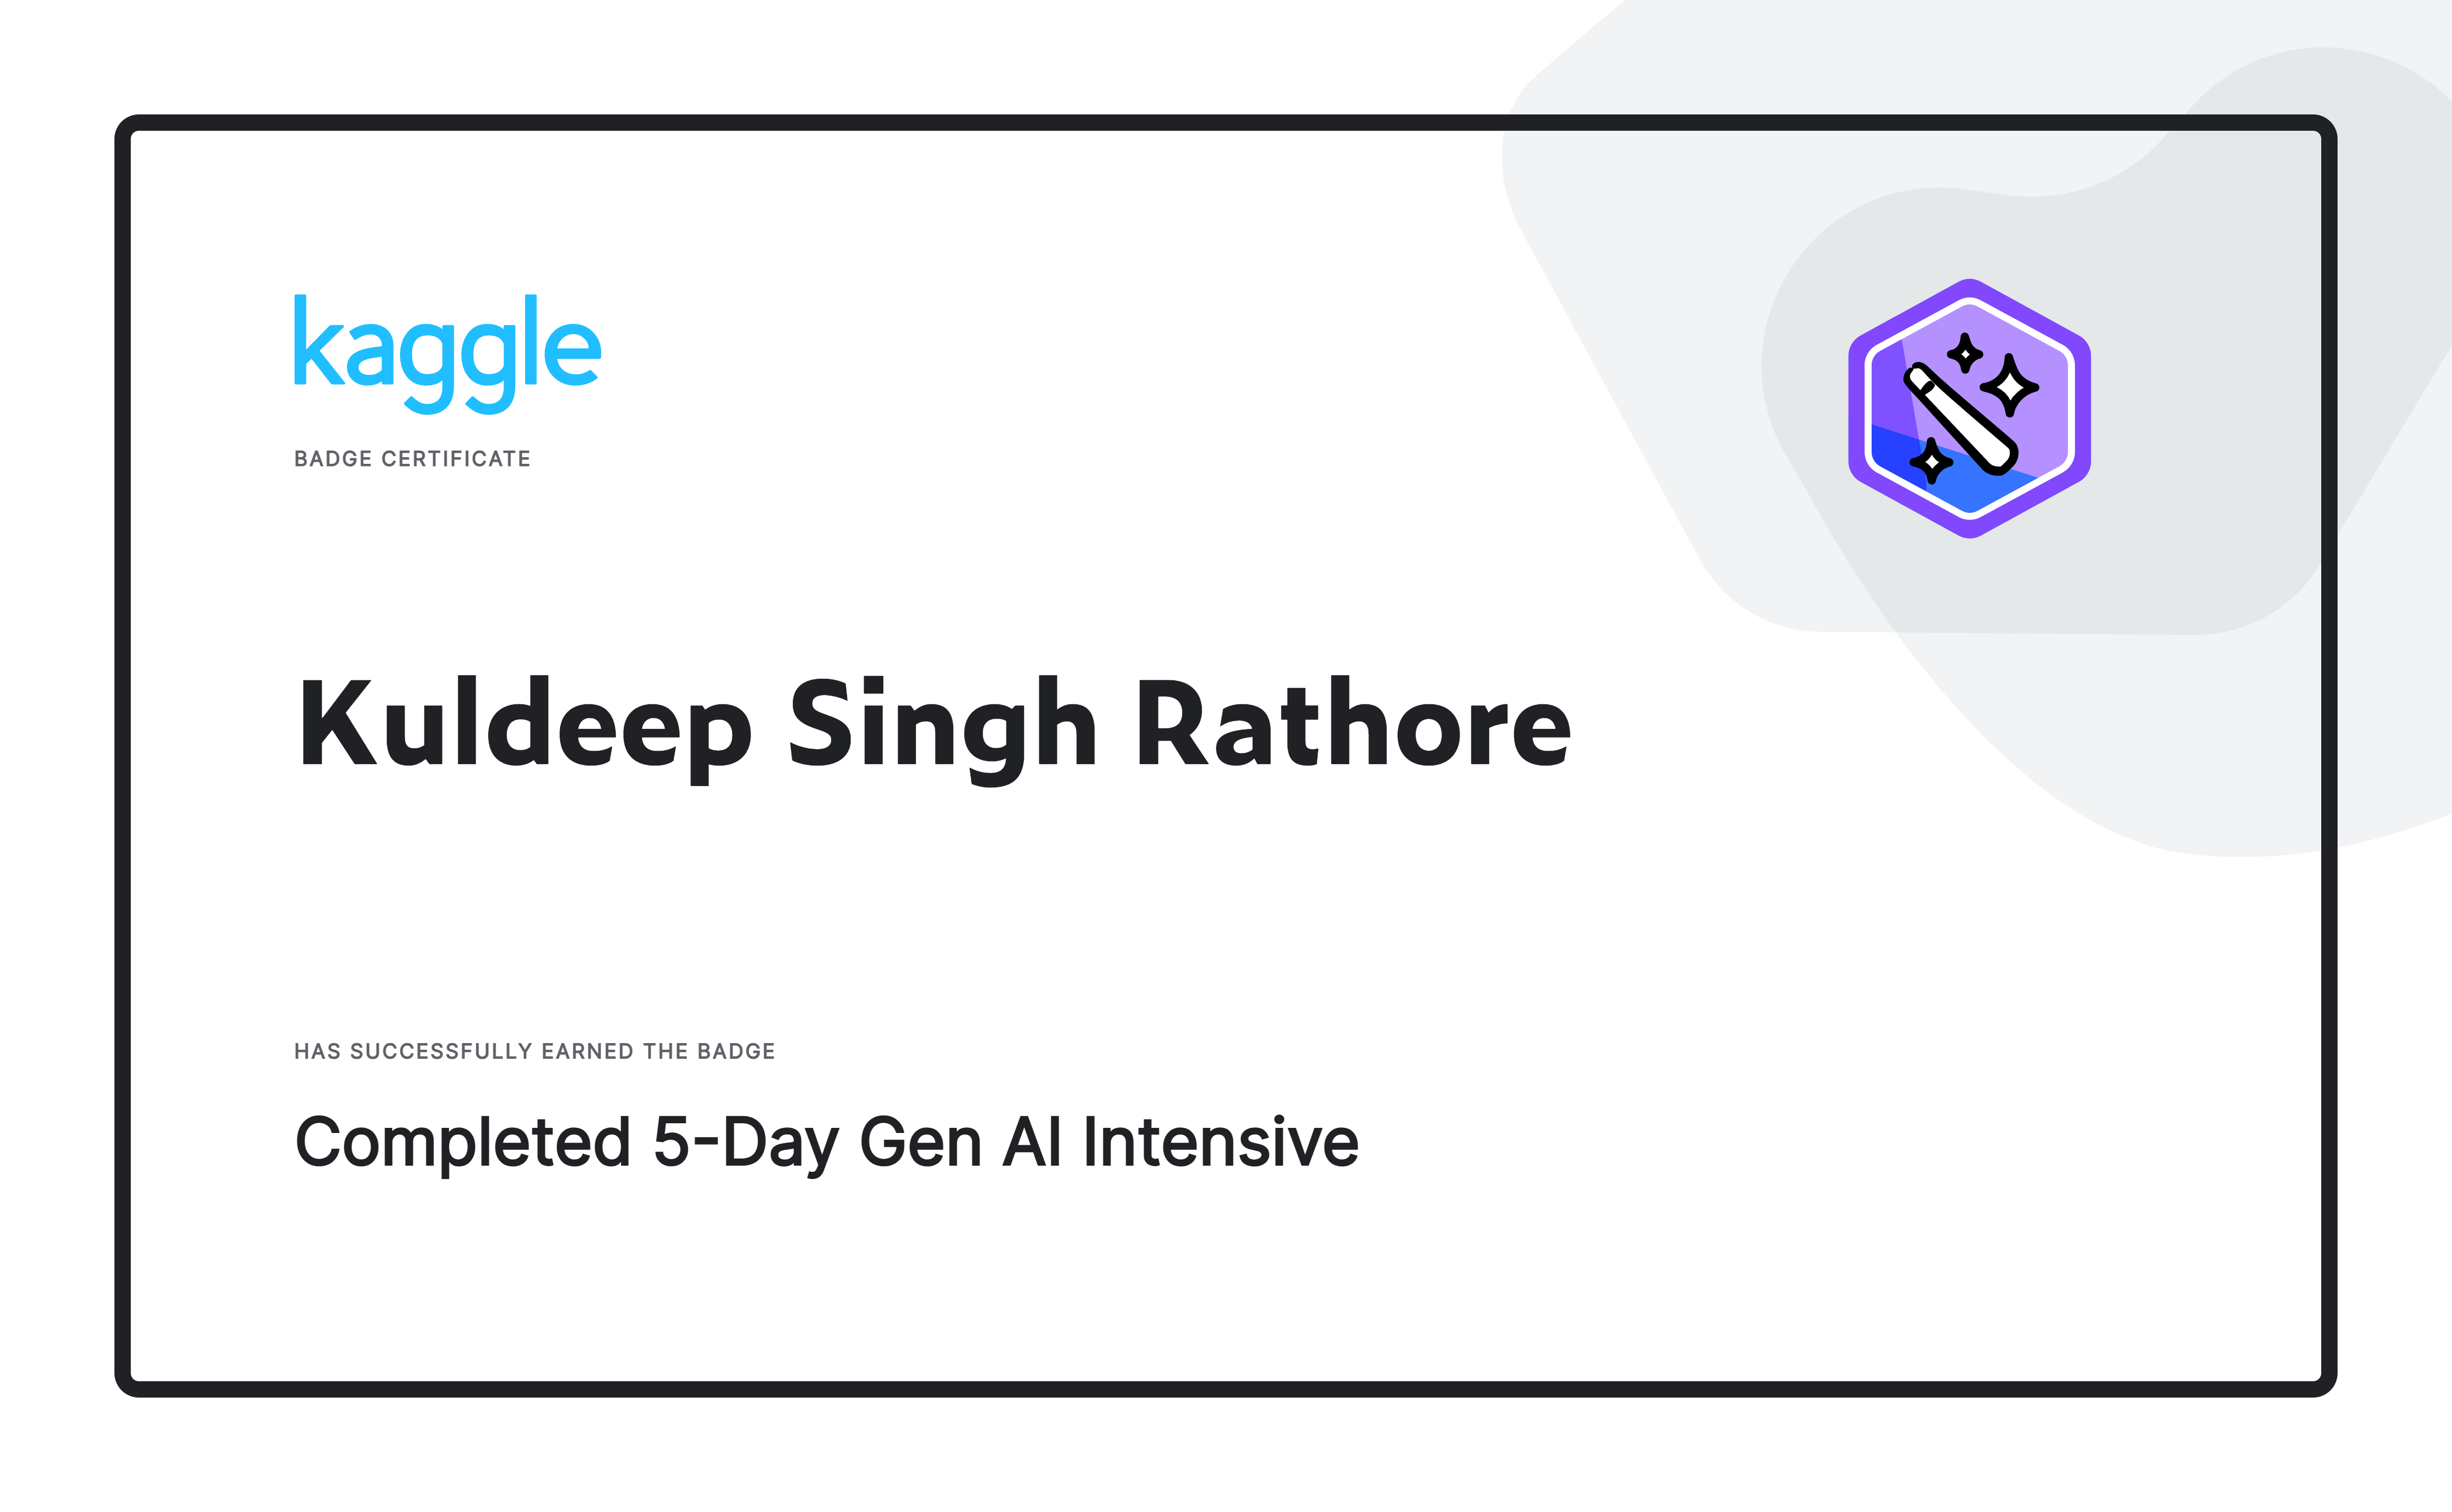 kaggle
BADGE CERTIFICATE
Kuldeep Singh Rathore
HAS SUCCESSFULLY EARNED THE BADGE
Completed 5-Day Gen AI Intensive